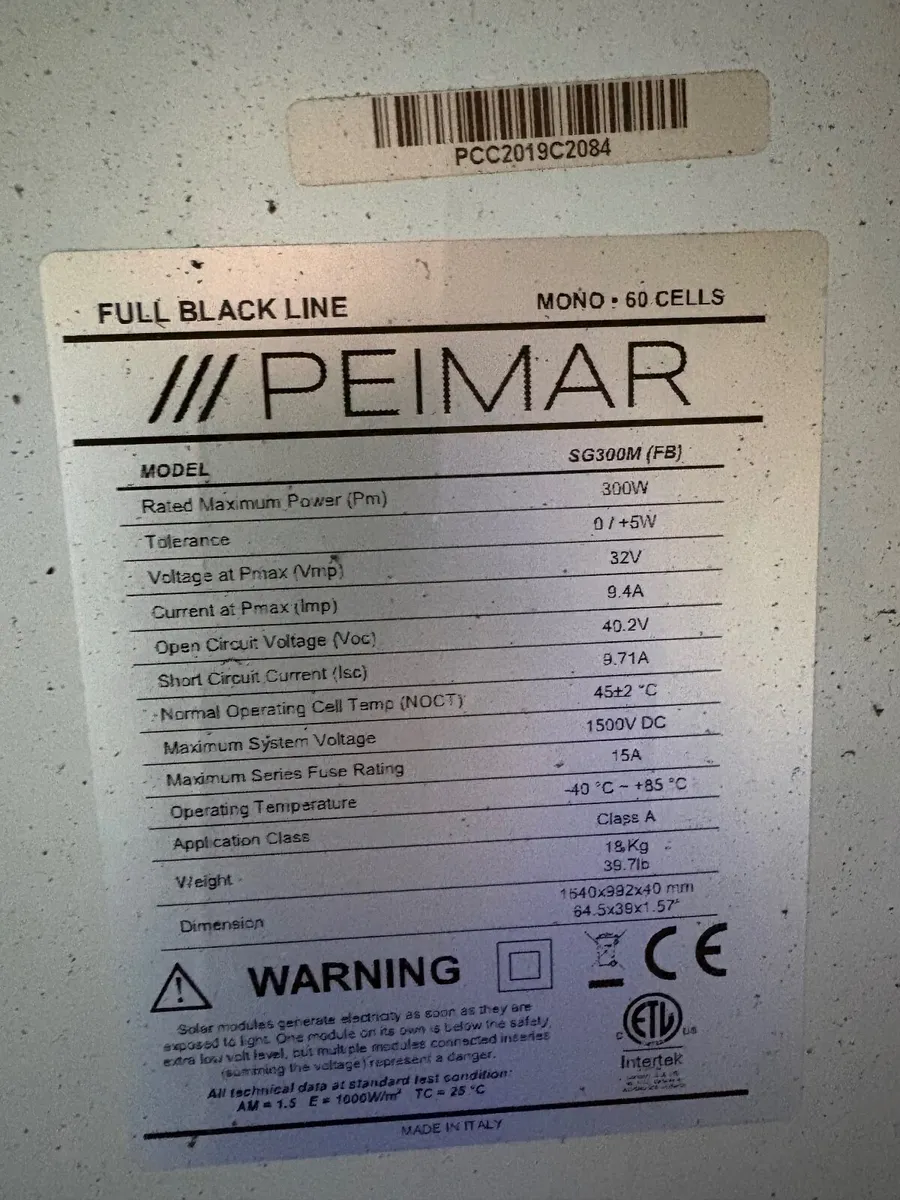 PCC2019C2084
FULL BLACK LINE MONO • 60 CELLS
PEIMAR
MODEL SG300M (FB)
Rated Maximum Power (Pm) 300W
Tolerance 0 / +5W
Voltage at Pmax (Vmp) 32V
Current at Pmax (Imp) 9.4A
Open Circuit Voltage (Voc) 40.2V
Short Circuit Current (Isc) 9.71A
Normal Operating Cell Temp (NOCT) 45±2 °C
Maximum System Voltage 1500V DC
Maximum Series Fuse Rating 15A
Operating Temperature -40 °C ~ +85 °C
Application Class Class A
Weight 18 Kg
39.7lb
Dimension 1640x992x40 mm
64.5x39x1.57"
WARNING
CE
Solar modules generate electricity as soon as they are
exposed to light. One module on its own is below the safety
extra low volt level, but multiple modules connected in series
(summing the voltage) represent a danger.
All technical data at standard test condition:
AM = 1.5 E = 1000W/m² TC = 25 °C
c ETL us
Intertek
MADE IN ITALY